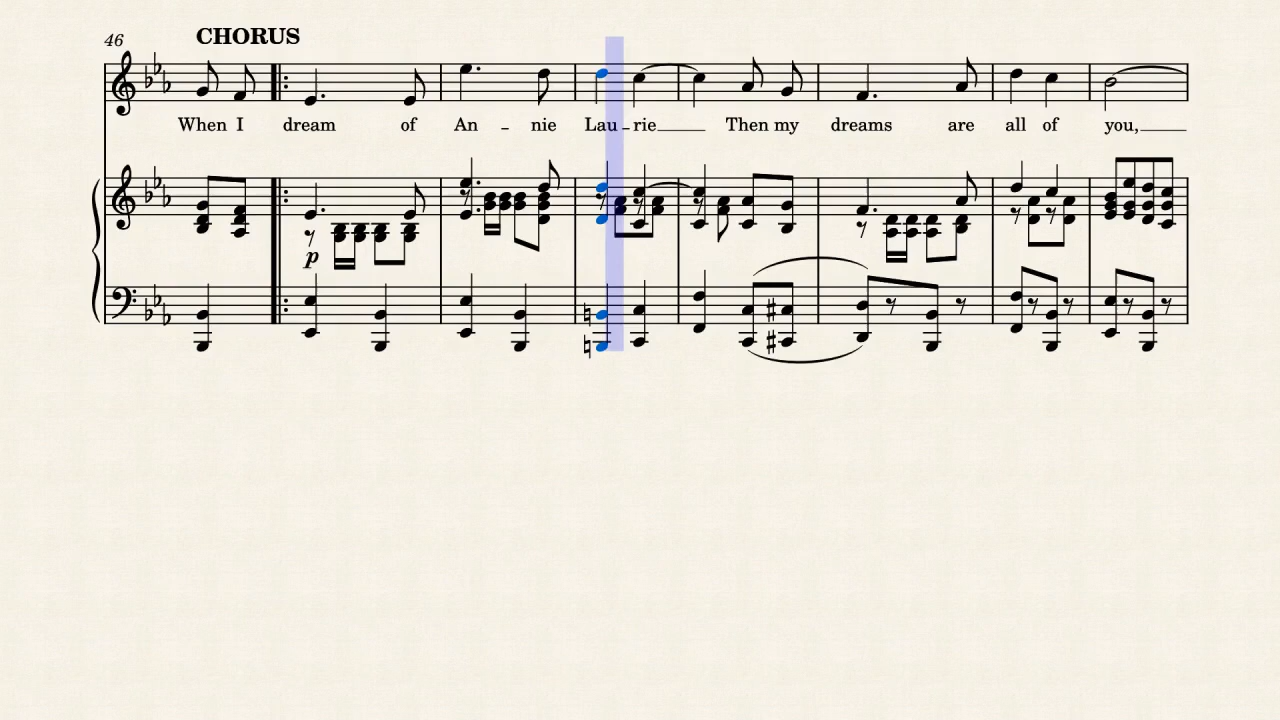 46
CHORUS
When I dream of An - nie Lau - rie Then my dreams are all of you,
p